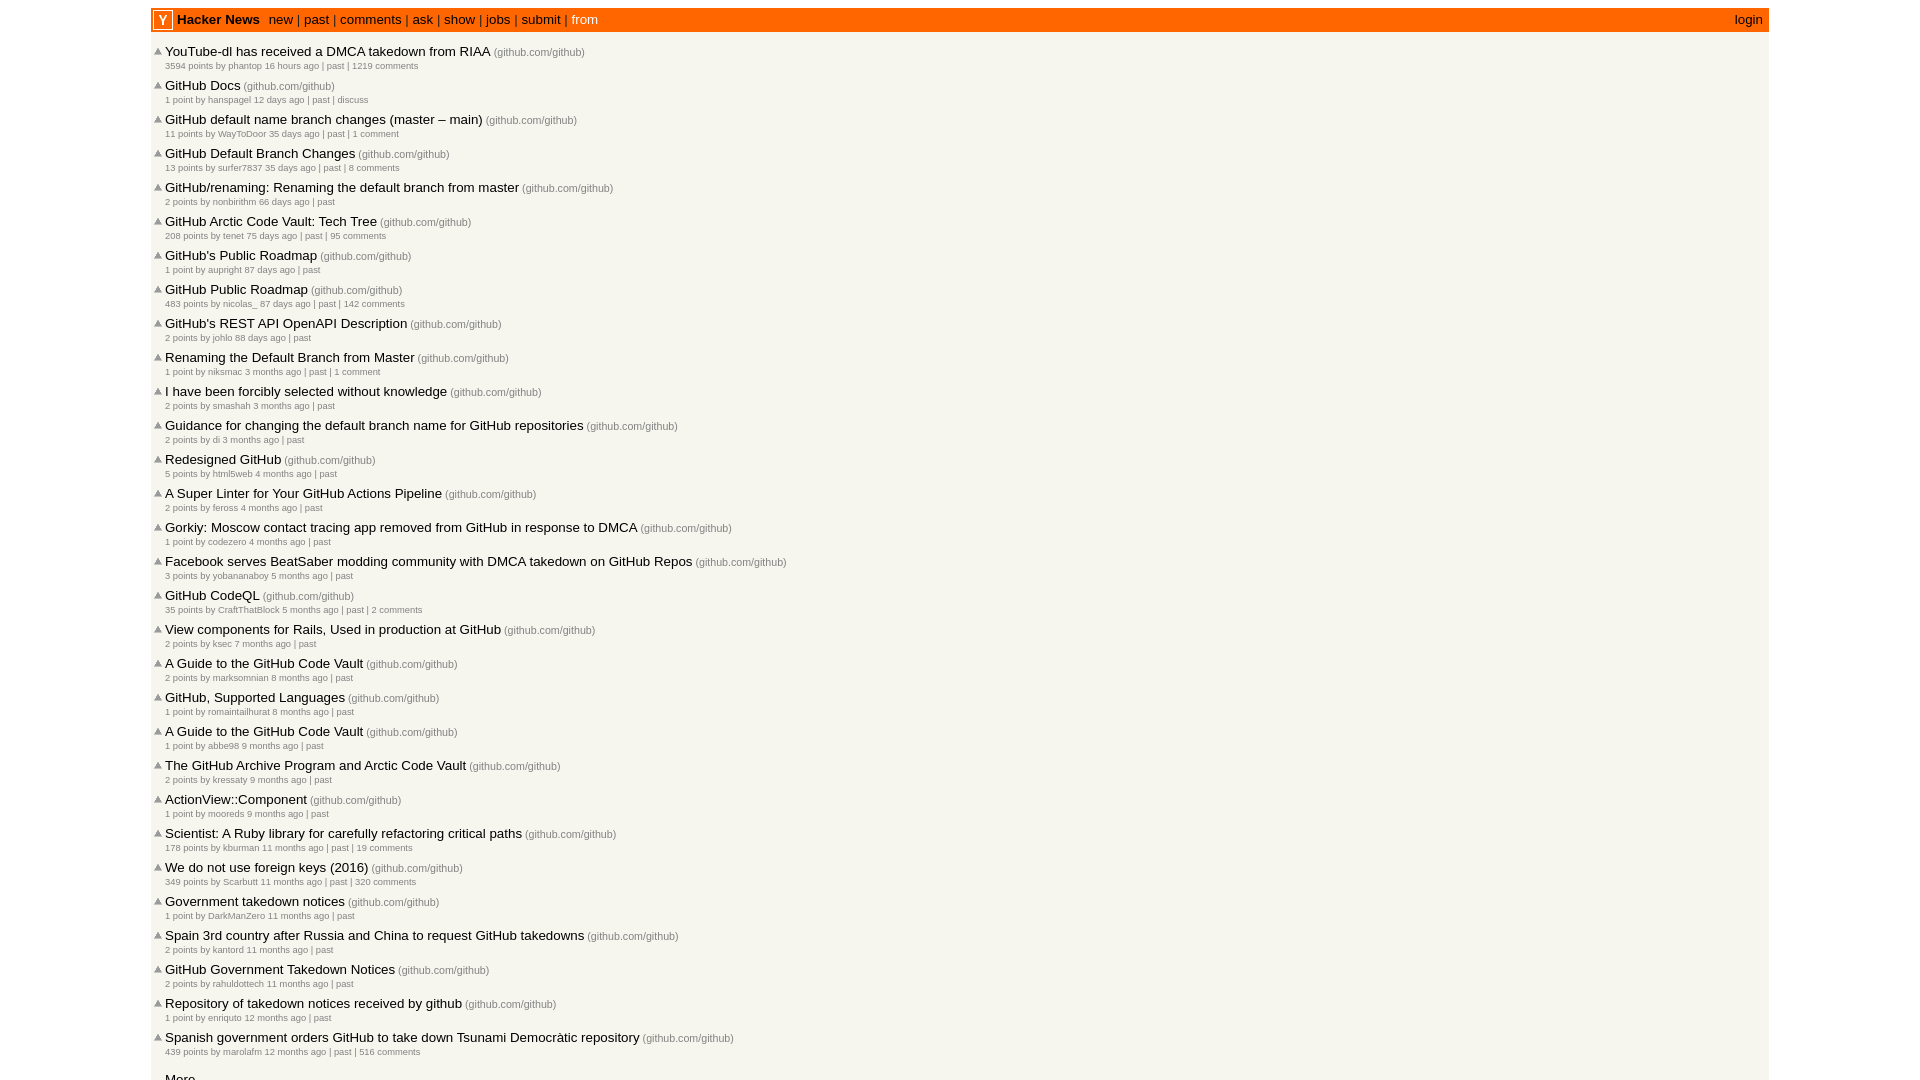 Y Hacker News new | past | comments | ask | show | jobs | submit | from login
YouTube-dl has received a DMCA takedown from RIAA (github.com/github)
3594 points by phantop 16 hours ago | past | 1219 comments
GitHub Docs (github.com/github)
1 point by hanspagel 12 days ago | past | discuss
GitHub default name branch changes (master – main) (github.com/github)
11 points by WayToDoor 35 days ago | past | 1 comment
GitHub Default Branch Changes (github.com/github)
13 points by surfer7837 35 days ago | past | 8 comments
GitHub/renaming: Renaming the default branch from master (github.com/github)
2 points by nonbirithm 66 days ago | past
GitHub Arctic Code Vault: Tech Tree (github.com/github)
208 points by tenet 75 days ago | past | 95 comments
GitHub's Public Roadmap (github.com/github)
1 point by aupright 87 days ago | past
GitHub Public Roadmap (github.com/github)
483 points by nicolas_ 87 days ago | past | 142 comments
GitHub's REST API OpenAPI Description (github.com/github)
2 points by johlo 88 days ago | past
Renaming the Default Branch from Master (github.com/github)
1 point by niksmac 3 months ago | past | 1 comment
I have been forcibly selected without knowledge (github.com/github)
2 points by smashah 3 months ago | past
Guidance for changing the default branch name for GitHub repositories (github.com/github)
2 points by di 3 months ago | past
Redesigned GitHub (github.com/github)
5 points by html5web 4 months ago | past
A Super Linter for Your GitHub Actions Pipeline (github.com/github)
2 points by feross 4 months ago | past
Gorkiy: Moscow contact tracing app removed from GitHub in response to DMCA (github.com/github)
1 point by codezero 4 months ago | past
Facebook serves BeatSaber modding community with DMCA takedown on GitHub Repos (github.com/github)
3 points by yobananaboy 5 months ago | past
GitHub CodeQL (github.com/github)
35 points by CraftThatBlock 5 months ago | past | 2 comments
View components for Rails, Used in production at GitHub (github.com/github)
2 points by ksec 7 months ago | past
A Guide to the GitHub Code Vault (github.com/github)
2 points by marksomnian 8 months ago | past
GitHub, Supported Languages (github.com/github)
1 point by romaintailhurat 8 months ago | past
A Guide to the GitHub Code Vault (github.com/github)
1 point by abbe98 9 months ago | past
The GitHub Archive Program and Arctic Code Vault (github.com/github)
2 points by kressaty 9 months ago | past
ActionView::Component (github.com/github)
1 point by mooreds 9 months ago | past
Scientist: A Ruby library for carefully refactoring critical paths (github.com/github)
178 points by kburman 11 months ago | past | 19 comments
We do not use foreign keys (2016) (github.com/github)
349 points by Scarbutt 11 months ago | past | 320 comments
Government takedown notices (github.com/github)
1 point by DarkManZero 11 months ago | past
Spain 3rd country after Russia and China to request GitHub takedowns (github.com/github)
2 points by kantord 11 months ago | past
GitHub Government Takedown Notices (github.com/github)
2 points by rahuldottech 11 months ago | past
Repository of takedown notices received by github (github.com/github)
1 point by enriquto 12 months ago | past
Spanish government orders GitHub to take down Tsunami Democràtic repository (github.com/github)
439 points by marolafm 12 months ago | past | 516 comments
More